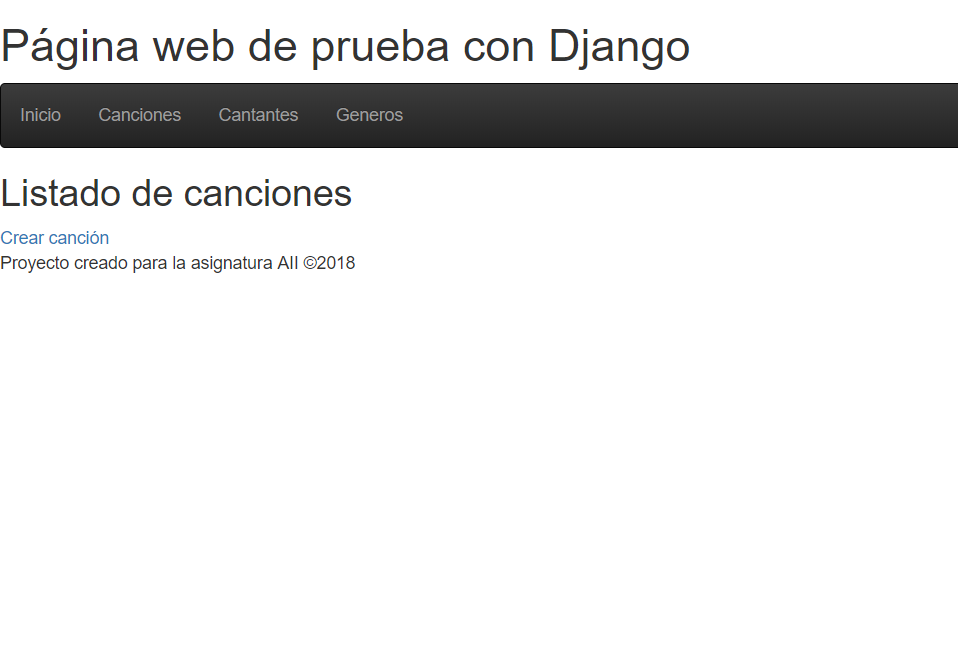 Página web de prueba con Django
Inicio Canciones Cantantes Generos
Listado de canciones
Crear canción
Proyecto creado para la asignatura AII ©2018